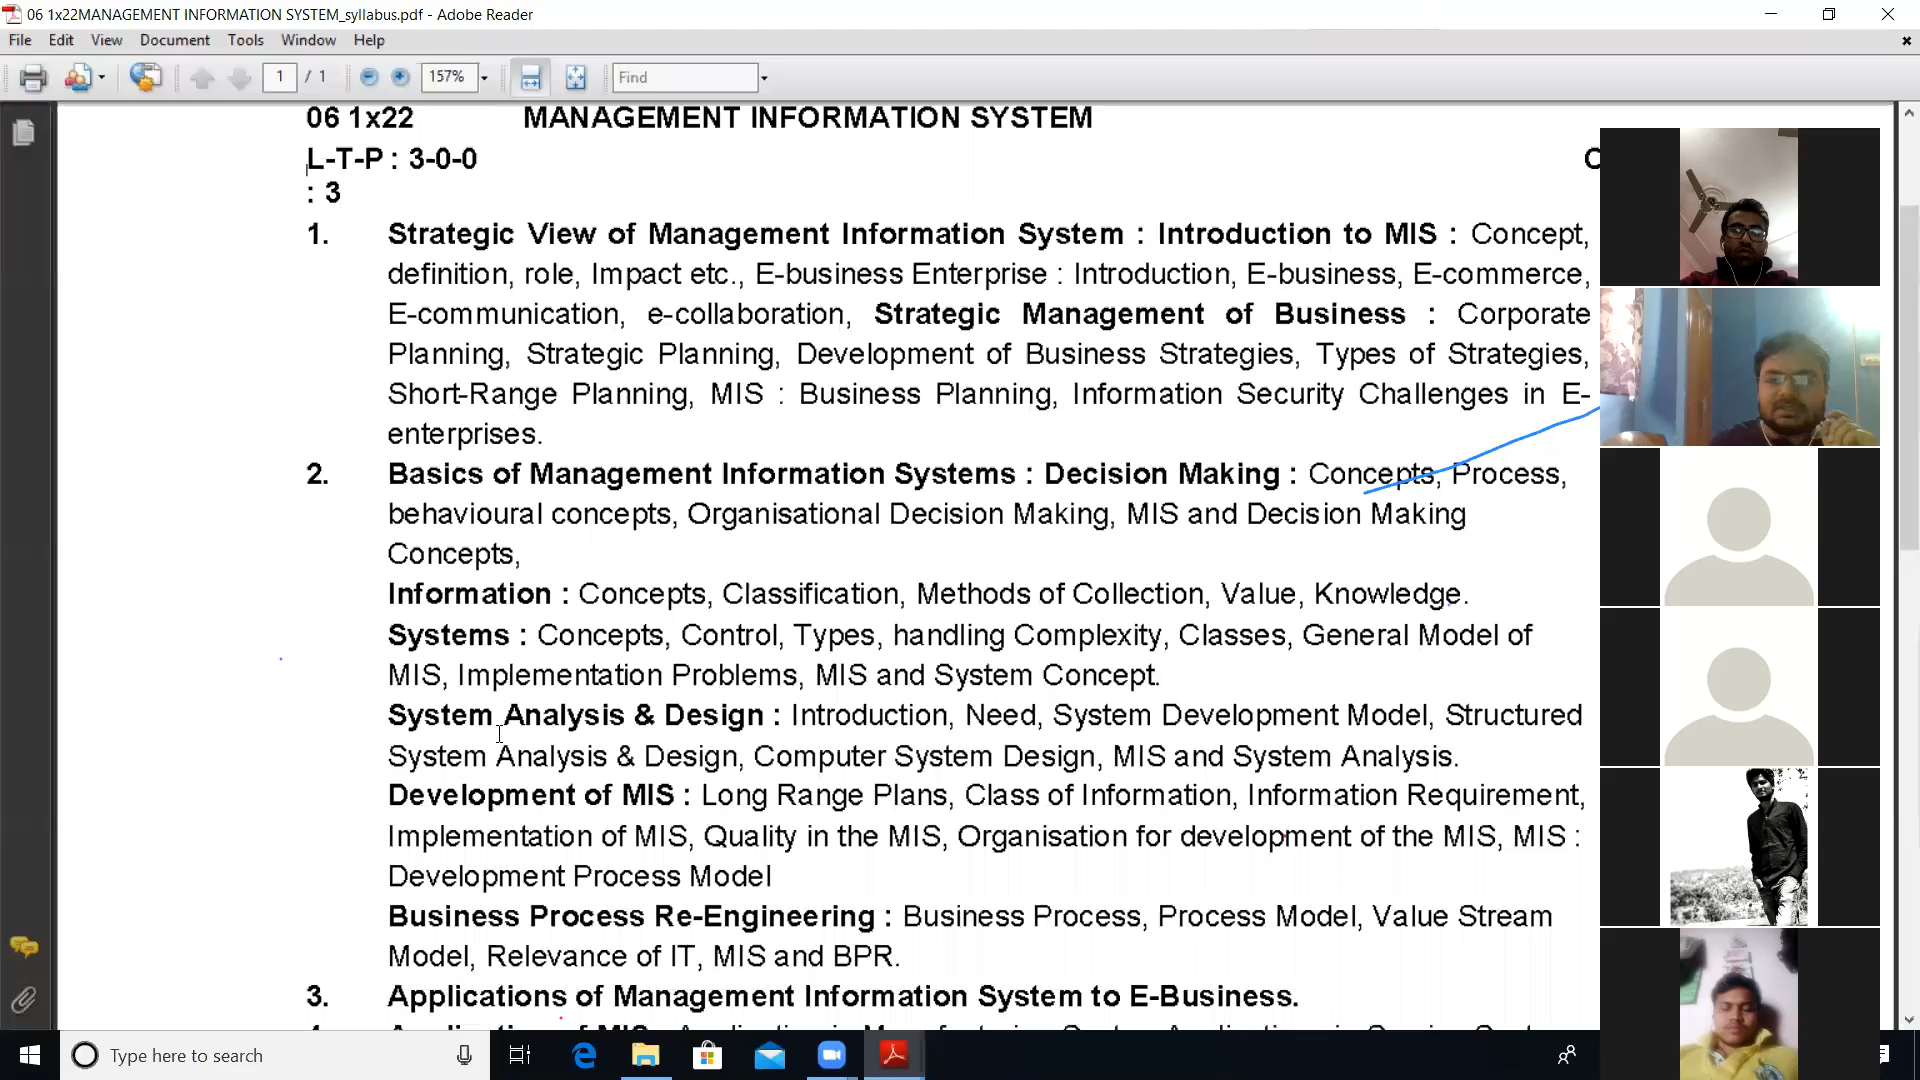 06 1x22MANAGEMENT INFORMATION SYSTEM_syllabus.pdf - Adobe Reader
File Edit View Document Tools Window Help
1 / 1 157% Find
06 1x22 MANAGEMENT INFORMATION SYSTEM
L-T-P : 3-0-0 C
: 3
1. Strategic View of Management Information System : Introduction to MIS : Concept,
definition, role, Impact etc., E-business Enterprise : Introduction, E-business, E-commerce,
E-communication, e-collaboration, Strategic Management of Business : Corporate
Planning, Strategic Planning, Development of Business Strategies, Types of Strategies,
Short-Range Planning, MIS : Business Planning, Information Security Challenges in E-
enterprises.
2. Basics of Management Information Systems : Decision Making : Concepts, Process,
behavioural concepts, Organisational Decision Making, MIS and Decision Making
Concepts,
Information : Concepts, Classification, Methods of Collection, Value, Knowledge.
Systems : Concepts, Control, Types, handling Complexity, Classes, General Model of
MIS, Implementation Problems, MIS and System Concept.
System Analysis & Design : Introduction, Need, System Development Model, Structured
System Analysis & Design, Computer System Design, MIS and System Analysis.
Development of MIS : Long Range Plans, Class of Information, Information Requirement,
Implementation of MIS, Quality in the MIS, Organisation for development of the MIS, MIS :
Development Process Model
Business Process Re-Engineering : Business Process, Process Model, Value Stream
Model, Relevance of IT, MIS and BPR.
3. Applications of Management Information System to E-Business.
Type here to search